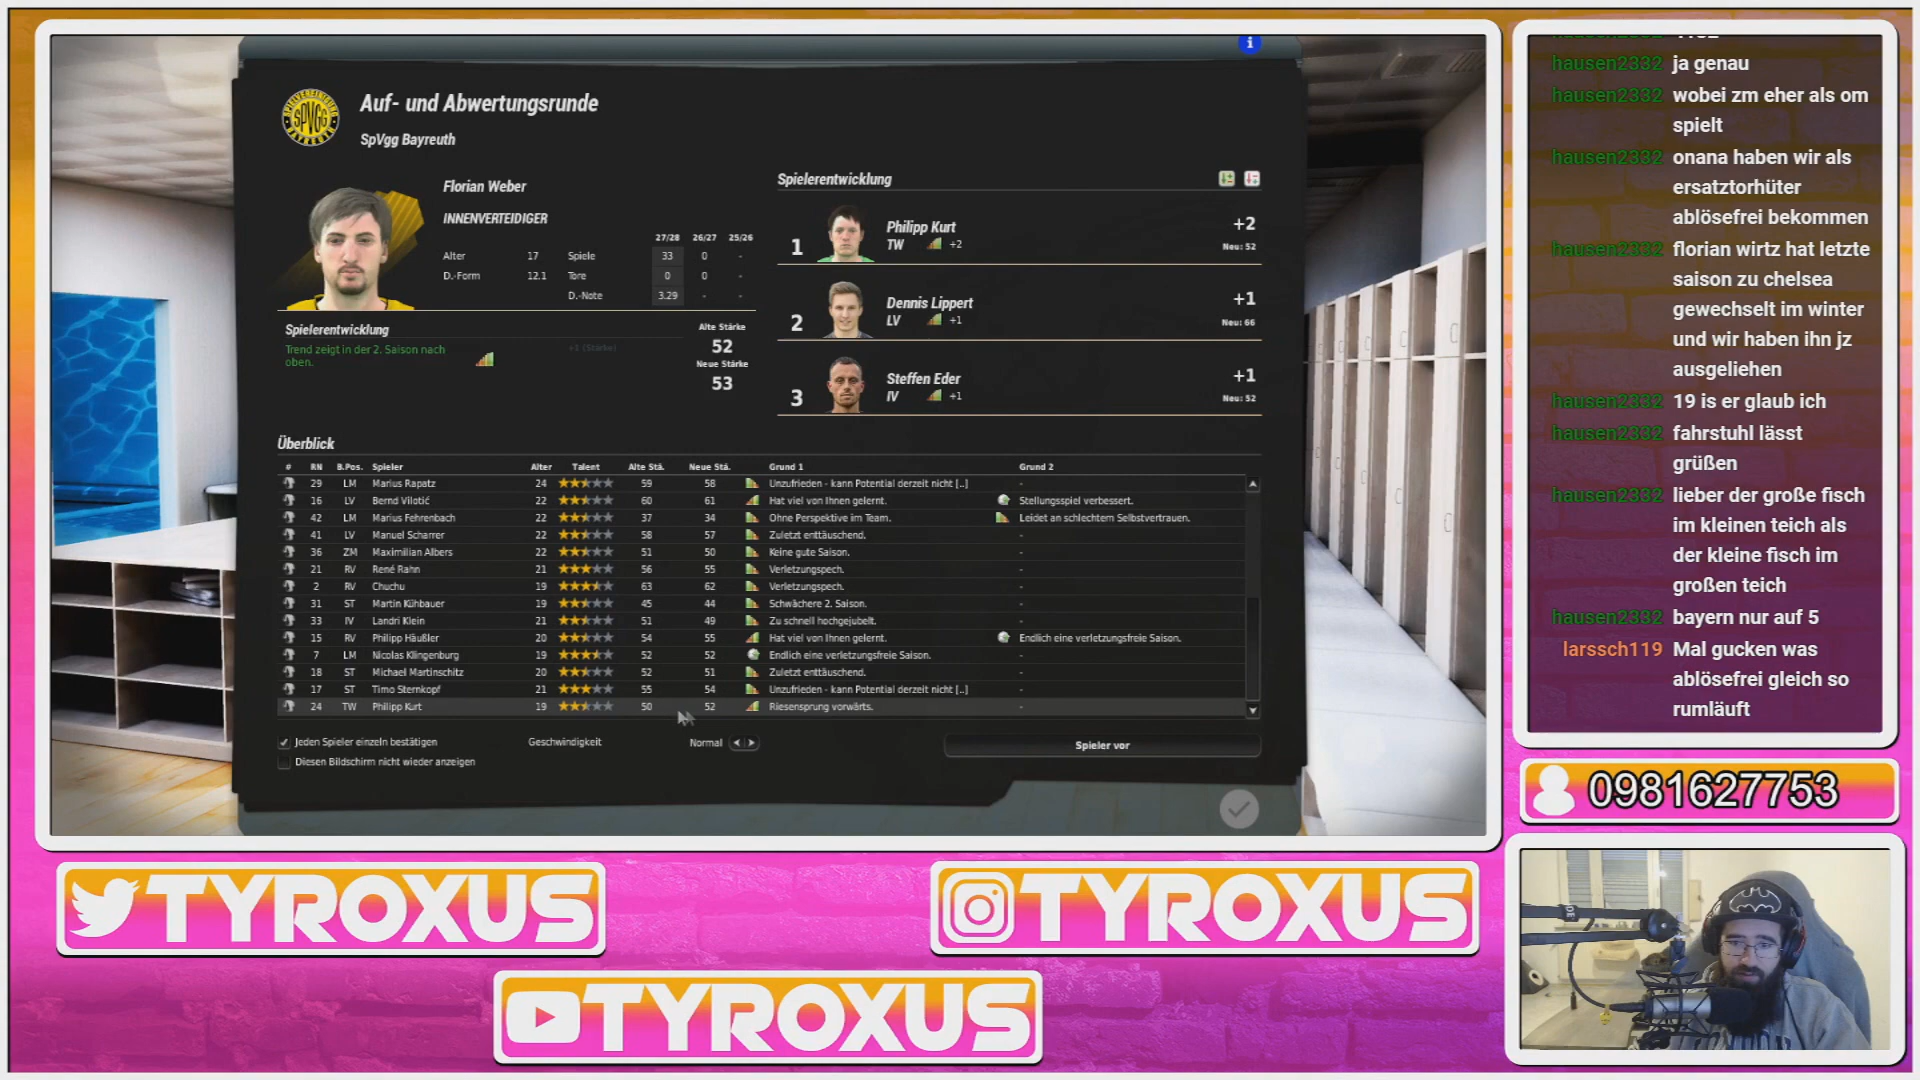 Auf- und Abwertungsrunde
SpVgg Bayreuth
Florian Weber
INNENVERTEIDIGER
27/28 26/27 25/26
Alter 17 Spiele 33 0 -
D.-Form 12.1 Tore 0 0 -
D.-Note 3.29 - -
Spielerentwicklung
Trend zeigt in der 2. Saison nach
oben.
+1 (Stärke)
Alte Stärke
52
Neue Stärke
53
Spielerentwicklung
1 Philipp Kurt +2
TW +2 Neu: 52
2 Dennis Lippert +1
LV +1 Neu: 66
3 Steffen Eder +1
IV +1 Neu: 52
Überblick
# RN B.Pos. Spieler Alter Talent Alte Stä. Neue Stä. Grund 1 Grund 2
29 LM Marius Rapatz 24 59 58 Unzufrieden - kann Potential derzeit nicht [..] -
16 LV Bernd Vilotić 22 60 61 Hat viel von Ihnen gelernt. Stellungsspiel verbessert.
42 LM Marius Fehrenbach 22 37 34 Ohne Perspektive im Team. Leidet an schlechtem Selbstvertrauen.
41 LV Manuel Scharrer 22 58 57 Zuletzt enttäuschend. -
36 ZM Maximilian Albers 22 51 50 Keine gute Saison. -
21 RV René Rahn 21 56 55 Verletzungspech. -
2 RV Chuchu 19 63 62 Verletzungspech. -
31 ST Martin Kühbauer 19 45 44 Schwächere 2. Saison. -
33 IV Landri Klein 21 51 49 Zu schnell hochgejubelt. -
15 RV Philipp Häußler 20 54 55 Hat viel von Ihnen gelernt. Endlich eine verletzungsfreie Saison.
7 LM Nicolas Klingenburg 19 52 52 Endlich eine verletzungsfreie Saison. -
18 ST Michael Martinschitz 20 52 51 Zuletzt enttäuschend. -
17 ST Timo Sternkopf 21 55 54 Unzufrieden - kann Potential derzeit nicht [..] -
24 TW Philipp Kurt 19 50 52 Riesensprung vorwärts. -
Jeden Spieler einzeln bestätigen Geschwindigkeit Normal Spieler vor
Diesen Bildschirm nicht wieder anzeigen
hausen2332 ja genau
hausen2332 wobei zm eher als om
spielt
hausen2332 onana haben wir als
ersatztorhüter
ablösefrei bekommen
hausen2332 florian wirtz hat letzte
saison zu chelsea
gewechselt im winter
und wir haben ihn jz
ausgeliehen
hausen2332 19 is er glaub ich
hausen2332 fahrstuhl lässt
grüßen
hausen2332 lieber der große fisch
im kleinen teich als
der kleine fisch im
großen teich
hausen2332 bayern nur auf 5
larssch119 Mal gucken was
ablösefrei gleich so
rumläuft
0981627753
TYROXUS
TYROXUS
TYROXUS